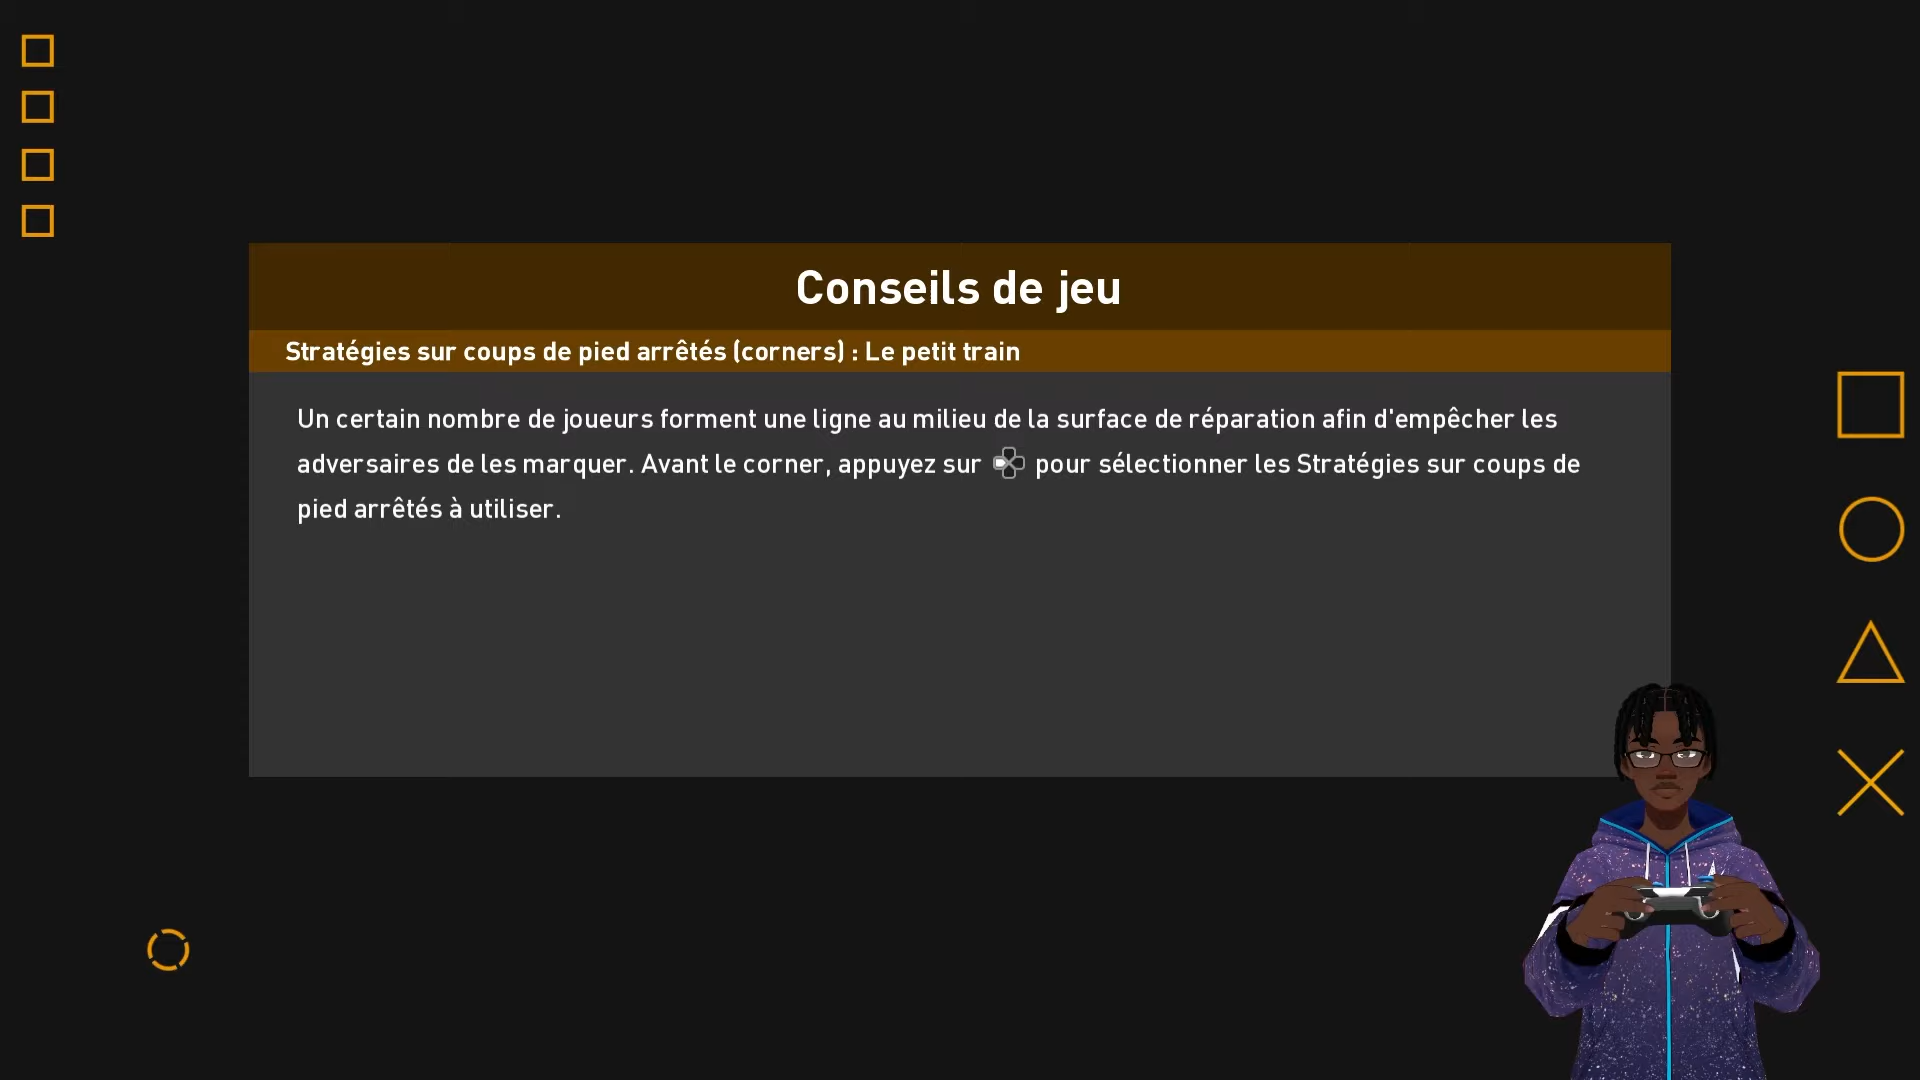 Conseils de jeu
Stratégies sur coups de pied arrêtés (corners) : Le petit train
Un certain nombre de joueurs forment une ligne au milieu de la surface de réparation afin d'empêcher les
adversaires de les marquer. Avant le corner, appuyez sur pour sélectionner les Stratégies sur coups de
pied arrêtés à utiliser.